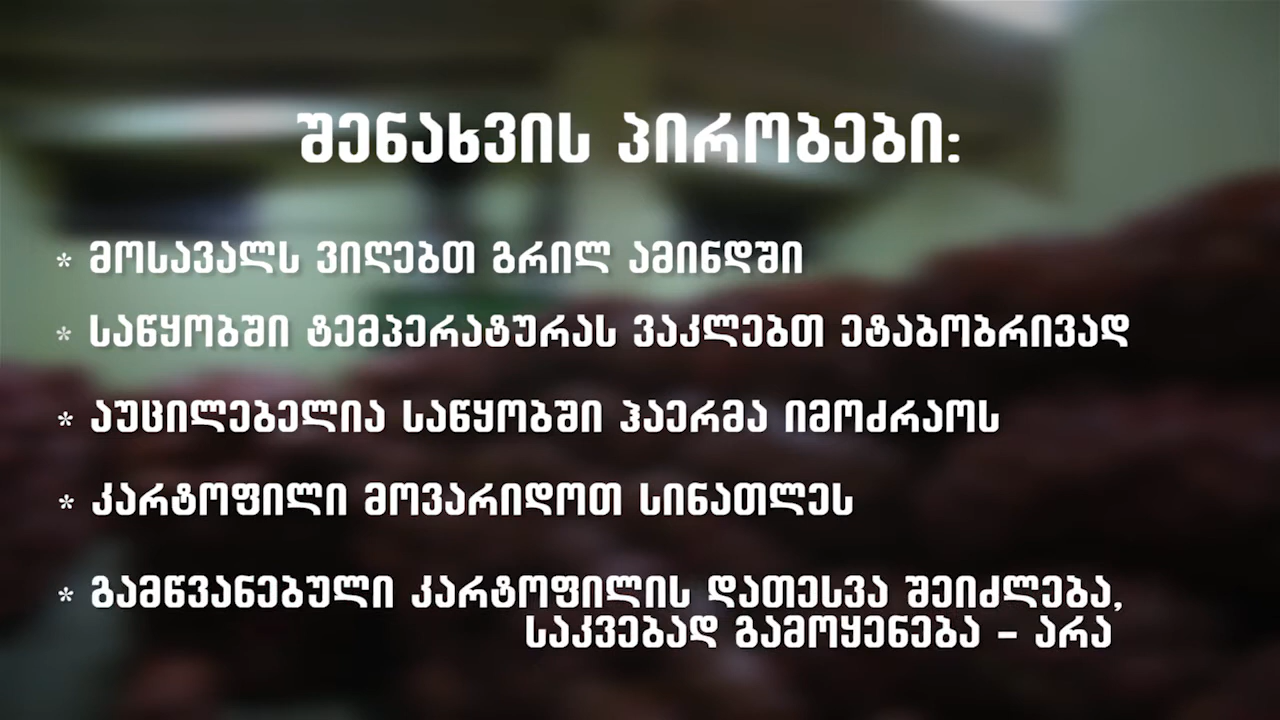 შენახვის პირობები:
* მოსავალს ვიღებთ გრილ ამინდში
* საწყობში ტემპერატურას ვაკლებთ ეტაბობრივად
* აუცილებელია საწყობში ჰაერმა იმოძრაოს
* კარტოფილი მოვარიდოთ სინათლეს
* გამწვანებული კარტოფილის დათესვა შეიძლება,
საკვებად გამოყენება – არა